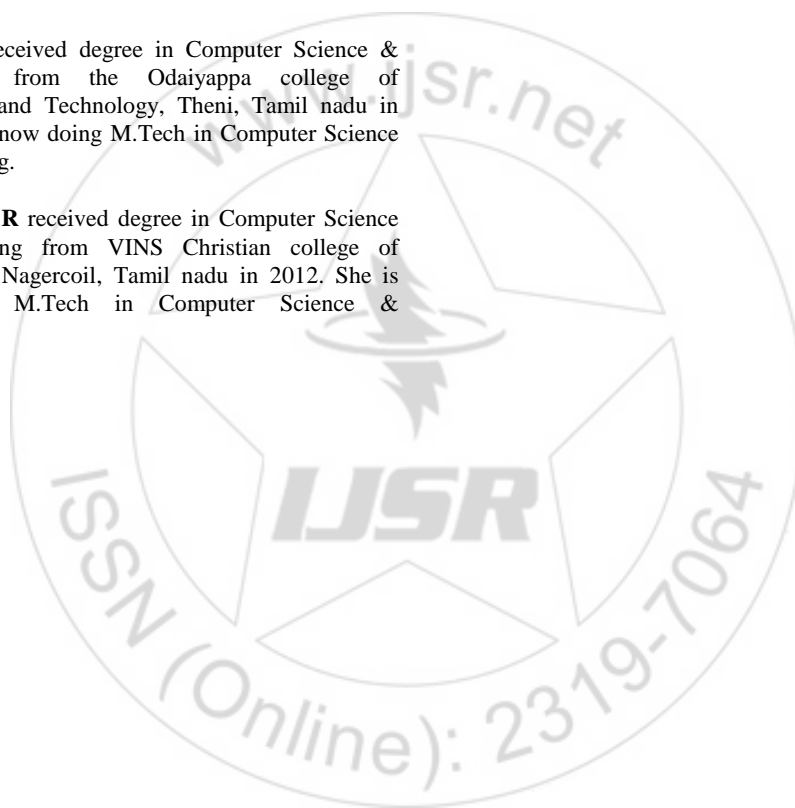 eceived degree in Computer Science &
from the Odaiyappa college of
and Technology, Theni, Tamil nadu in
now doing M.Tech in Computer Science
g.
R received degree in Computer Science
ng from VINS Christian college of
Nagercoil, Tamil nadu in 2012. She is
M.Tech in Computer Science &
www.ijsr.net
IJSR
ISSN (Online): 2319-7064